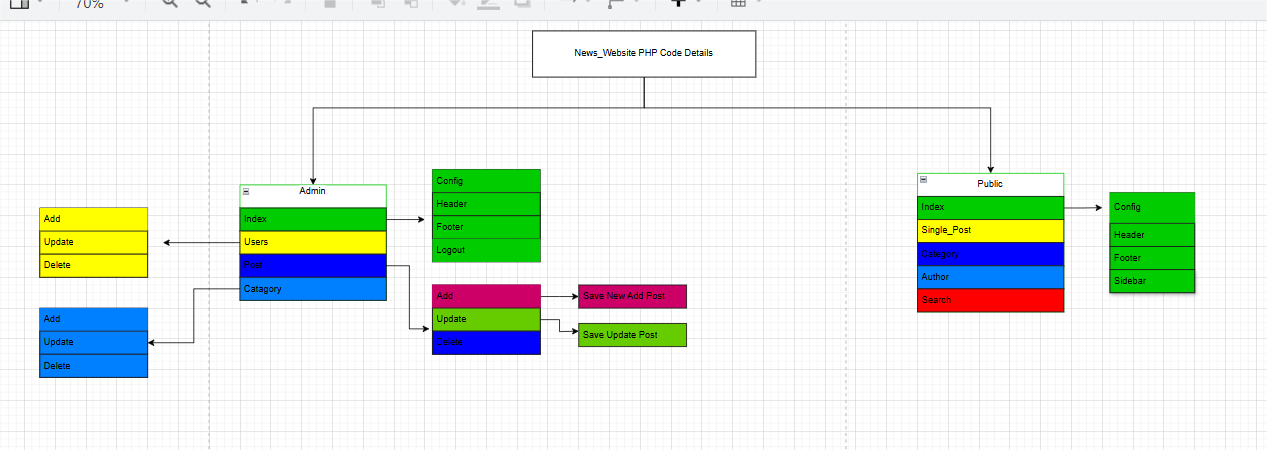 70%
News_Website PHP Code Details
Admin
Index
Users
Post
Catagory
Add
Update
Delete
Add
Update
Delete
Config
Header
Footer
Logout
Add
Update
Delete
Save New Add Post
Save Update Post
Public
Index
Single_Post
Category
Author
Search
Config
Header
Footer
Sidebar